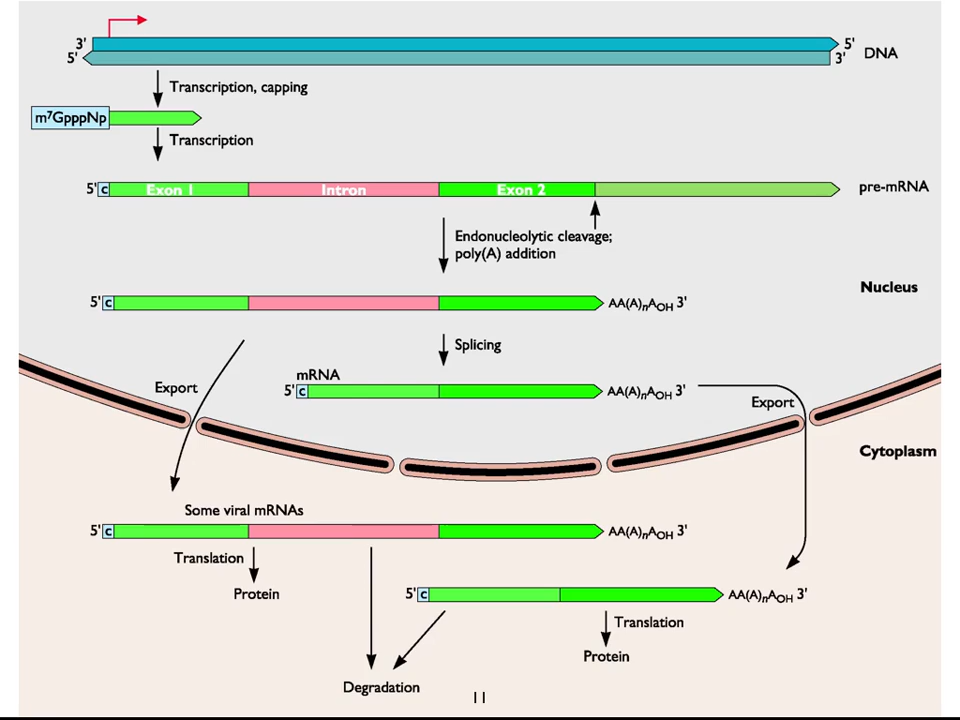 3' 5'
5' 3' DNA
Transcription, capping
m⁷GpppNp
Transcription
5' c Exon 1 Intron Exon 2 pre-mRNA
Endonucleolytic cleavage;
poly(A) addition
Nucleus
5' c AA(A)nAOH 3'
Splicing
mRNA
Export
5' c AA(A)nAOH 3'
Export
Cytoplasm
Some viral mRNAs
5' c AA(A)nAOH 3'
Translation
Protein
5' c AA(A)nAOH 3'
Translation
Protein
Degradation
11